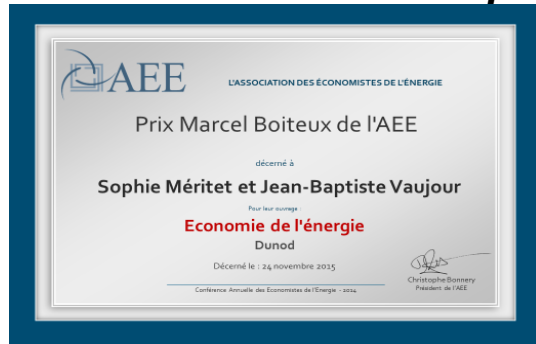 AEE
L'ASSOCIATION DES ÉCONOMISTES DE L'ÉNERGIE
Prix Marcel Boiteux de l'AEE
décerné à
Sophie Méritet et Jean-Baptiste Vaujour
Pour leur ouvrage :
Economie de l'énergie
Dunod
Décerné le : 24 novembre 2015
Christophe Bonnery
Président de l'AEE
Conférence Annuelle des Economistes de l'Energie - 2014